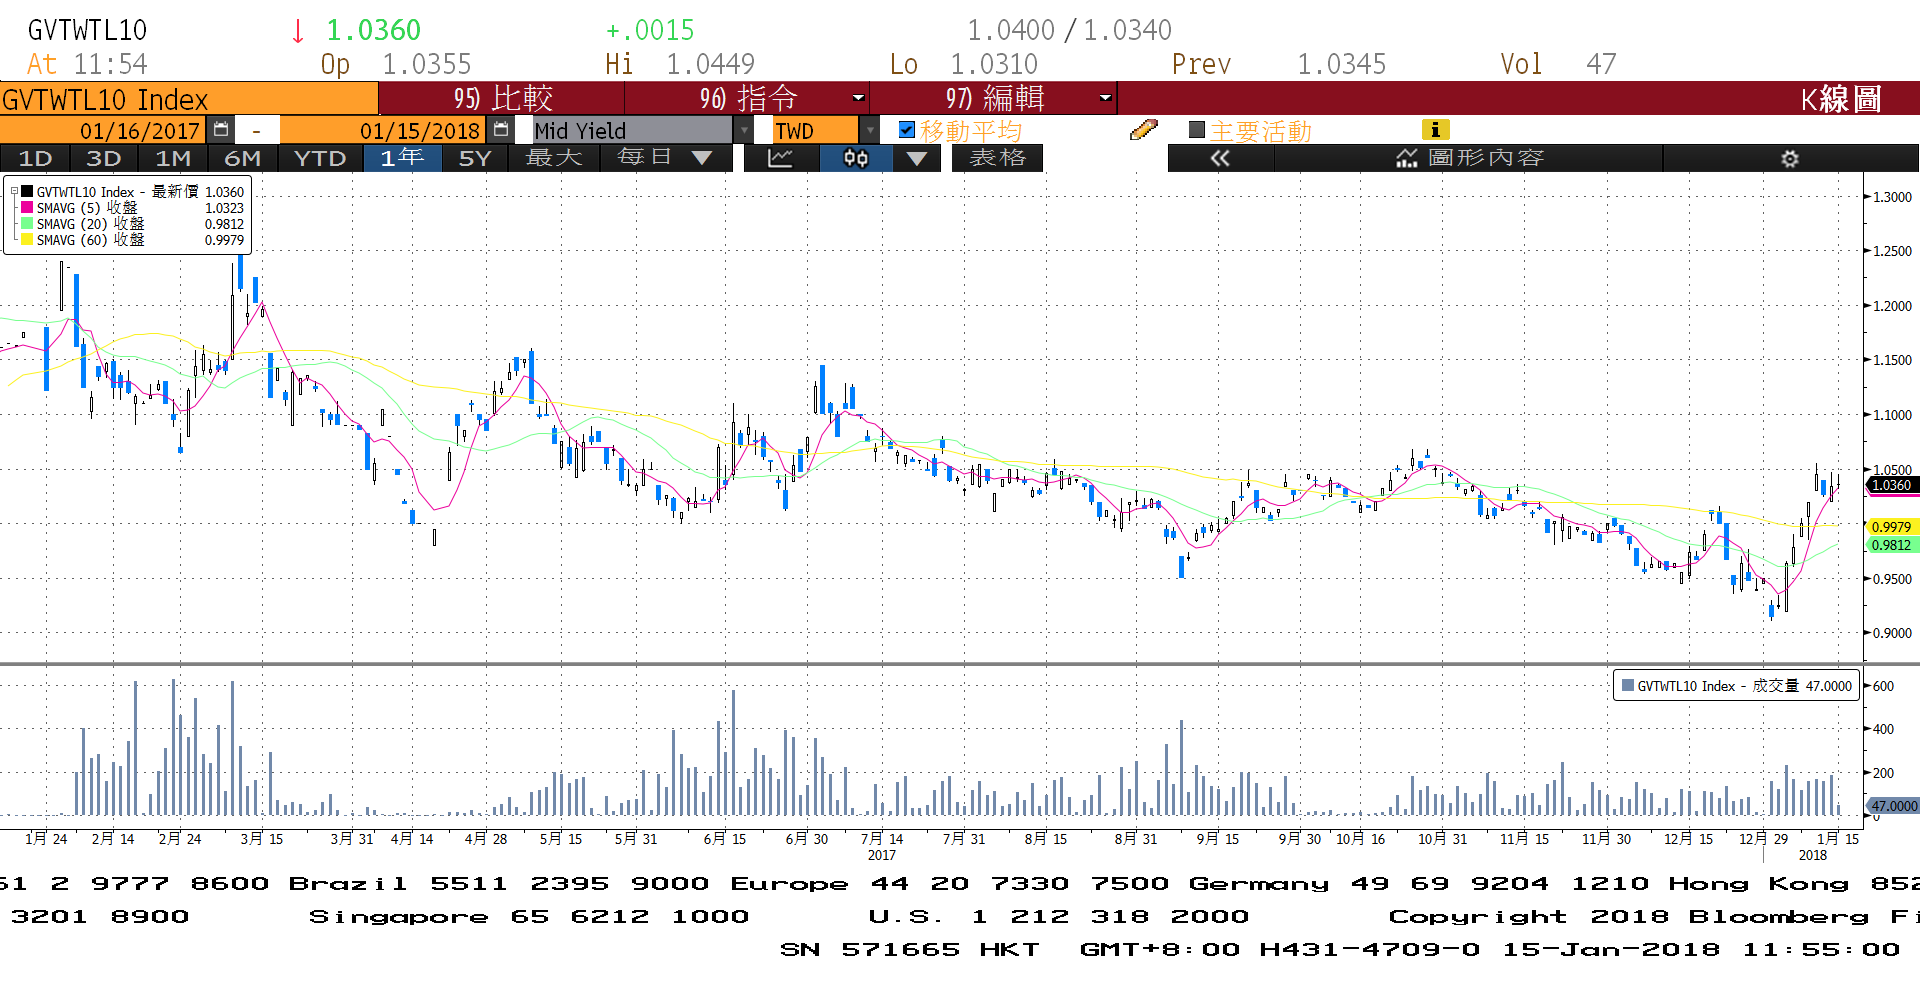 GVTWTL10 ↓ 1.0360 +.0015 1.0400 / 1.0340
At 11:54 Op 1.0355 Hi 1.0449 Lo 1.0310 Prev 1.0345 Vol 47
GVTWTL10 Index 95) 比較 96) 指令 97) 編輯 K線圖
01/16/2017 - 01/15/2018 Mid Yield TWD 移動平均 主要活動
1D 3D 1M 6M YTD 1年 5Y 最大 每日 表格 圖形內容
GVTWTL10 Index - 最新價 1.0360
SMAVG (5) 收盤 1.0323
SMAVG (20) 收盤 0.9812
SMAVG (60) 收盤 0.9979
1.3000
1.2500
1.2000
1.1500
1.1000
1.0500
1.0360
0.9979
0.9812
0.9500
0.9000
GVTWTL10 Index - 成交量 47.0000
600
400
200
47.0000
0
1月 24 2月 14 2月 24 3月 15 3月 31 4月 14 4月 28 5月 15 5月 31 6月 15 6月 30 7月 14 7月 31 8月 15 8月 31 9月 15 9月 30 10月 16 10月 31 11月 15 11月 30 12月 15 12月 29 1月 15
2017 2018
61 2 9777 8600 Brazil 5511 2395 9000 Europe 44 20 7330 7500 Germany 49 69 9204 1210 Hong Kong 852
3201 8900 Singapore 65 6212 1000 U.S. 1 212 318 2000 Copyright 2018 Bloomberg Fi
SN 571665 HKT GMT+8:00 H431-4709-0 15-Jan-2018 11:55:00